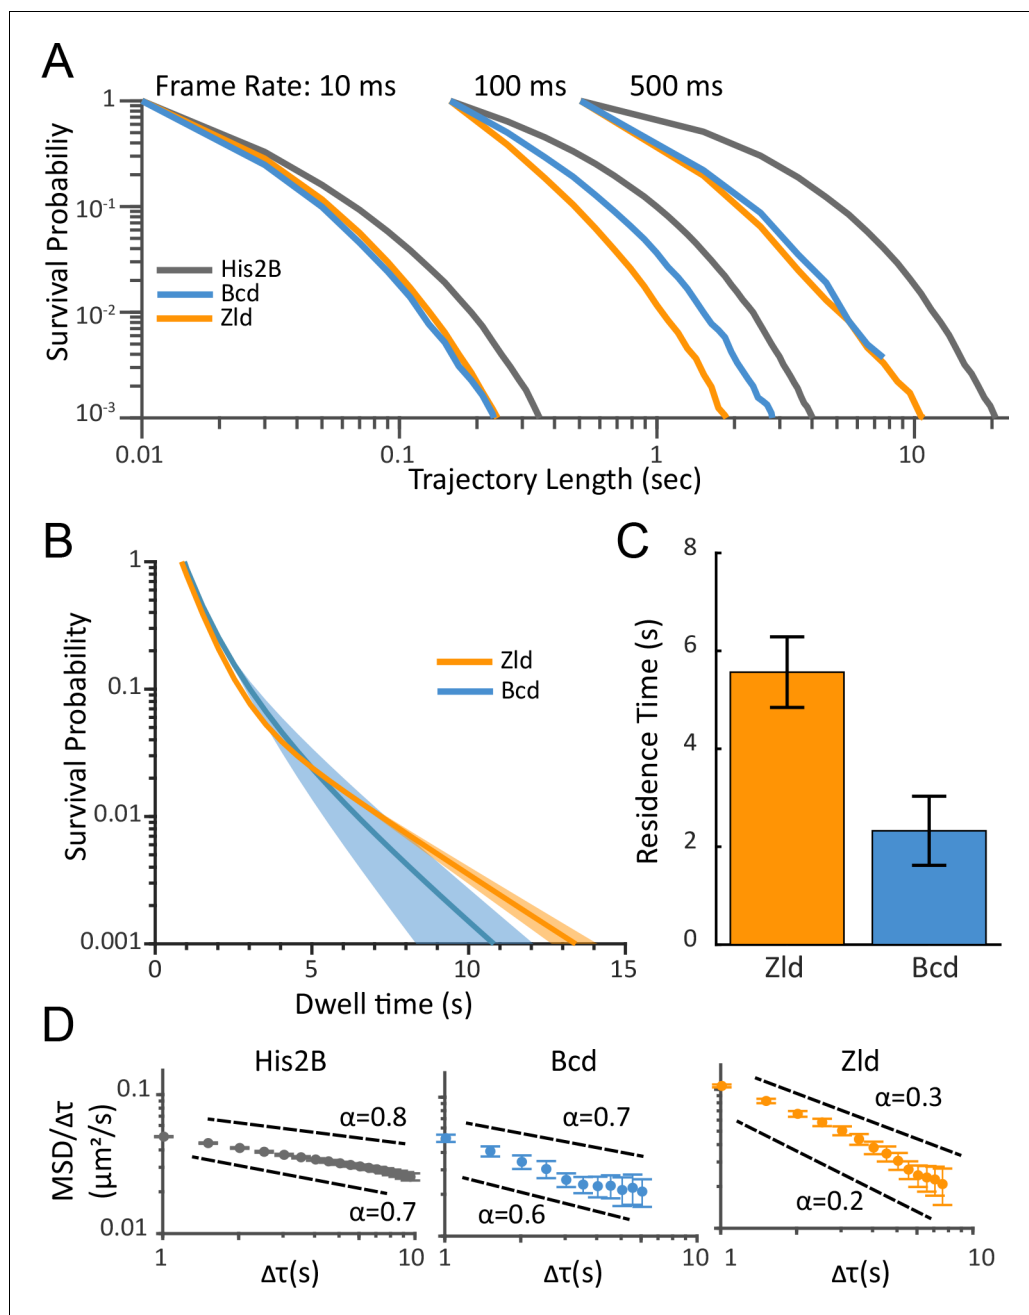 A
Frame Rate: 10 ms 100 ms 500 ms
Survival Probabiliy
1
10-1
10-2
10-3
His2B
Bcd
Zld
0.01 0.1 1 10
Trajectory Length (sec)
B
Survival Probability
1
0.1
0.01
0.001
Zld
Bcd
0 5 10 15
Dwell time (s)
C
Residence Time (s)
8
6
4
2
0
Zld Bcd
D
His2B Bcd Zld
MSD/Δτ
(μm²/s)
0.1
0.01
α=0.8
α=0.7
α=0.7
α=0.6
α=0.3
α=0.2
1 10 1 10 1 10
Δτ(s) Δτ(s) Δτ(s)